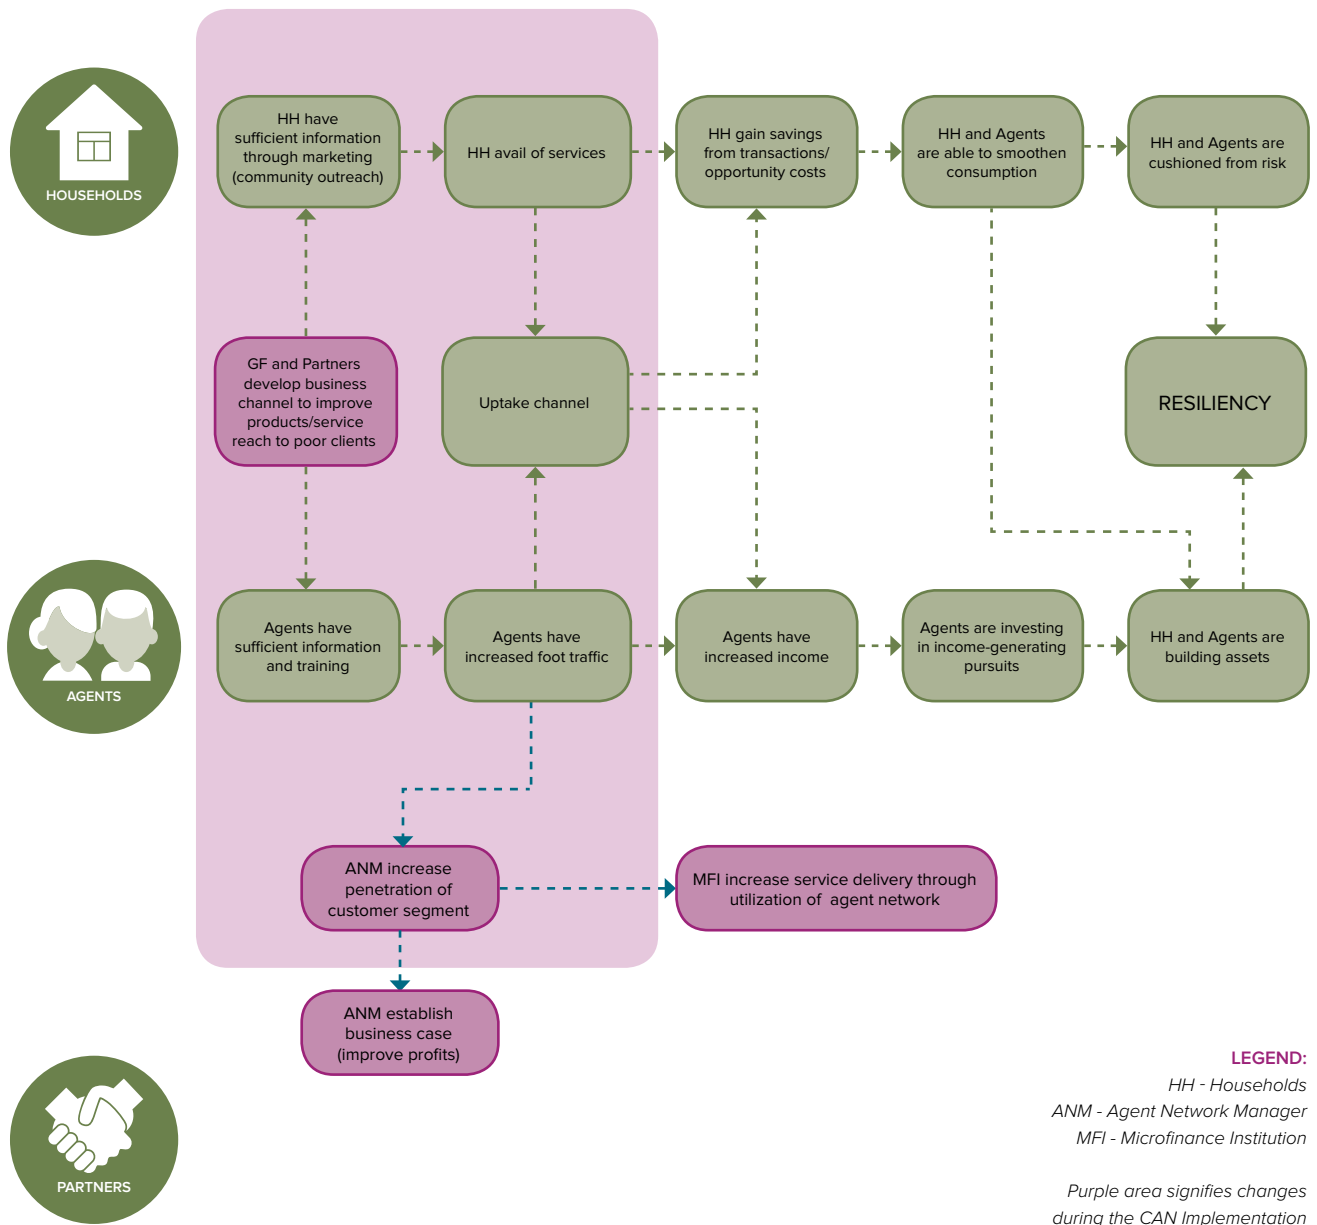 HOUSEHOLDS
HH have
sufficient information
through marketing
(community outreach)
HH avail of services
HH gain savings
from transactions/
opportunity costs
HH and Agents
are able to smoothen
consumption
HH and Agents are
cushioned from risk
GF and Partners
develop business
channel to improve
products/service
reach to poor clients
Uptake channel
RESILIENCY
AGENTS
Agents have
sufficient information
and training
Agents have
increased foot traffic
Agents have
increased income
Agents are investing
in income-generating
pursuits
HH and Agents are
building assets
ANM increase
penetration of
customer segment
MFI increase service delivery through
utilization of agent network
ANM establish
business case
(improve profits)
PARTNERS
LEGEND:
HH - Households
ANM - Agent Network Manager
MFI - Microfinance Institution
Purple area signifies changes
during the CAN Implementation